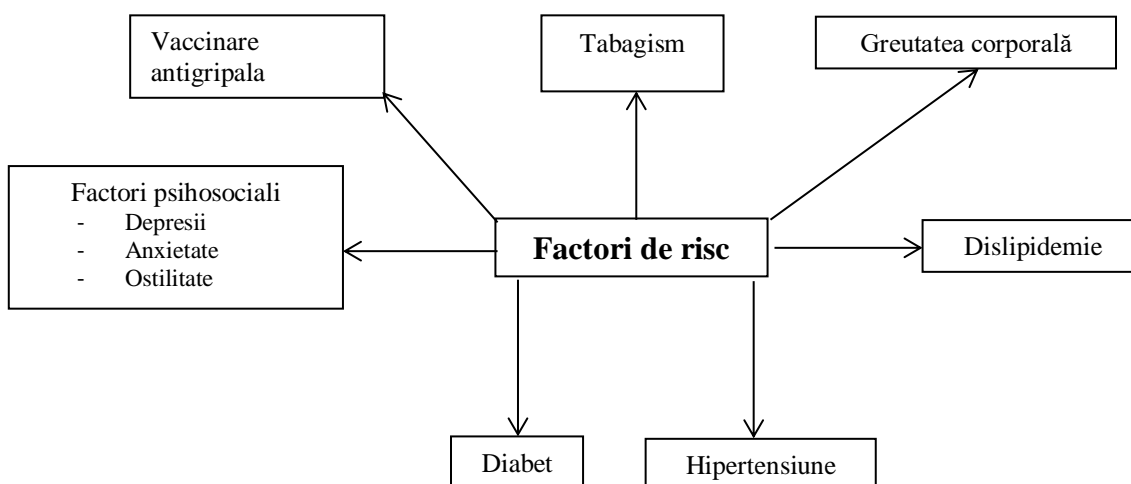 Vaccinare
antigripala
Tabagism
Greutatea corporală
Factori psihosociali
- Depresii
- Anxietate
- Ostilitate
Factori de risc
Dislipidemie
Diabet
Hipertensiune